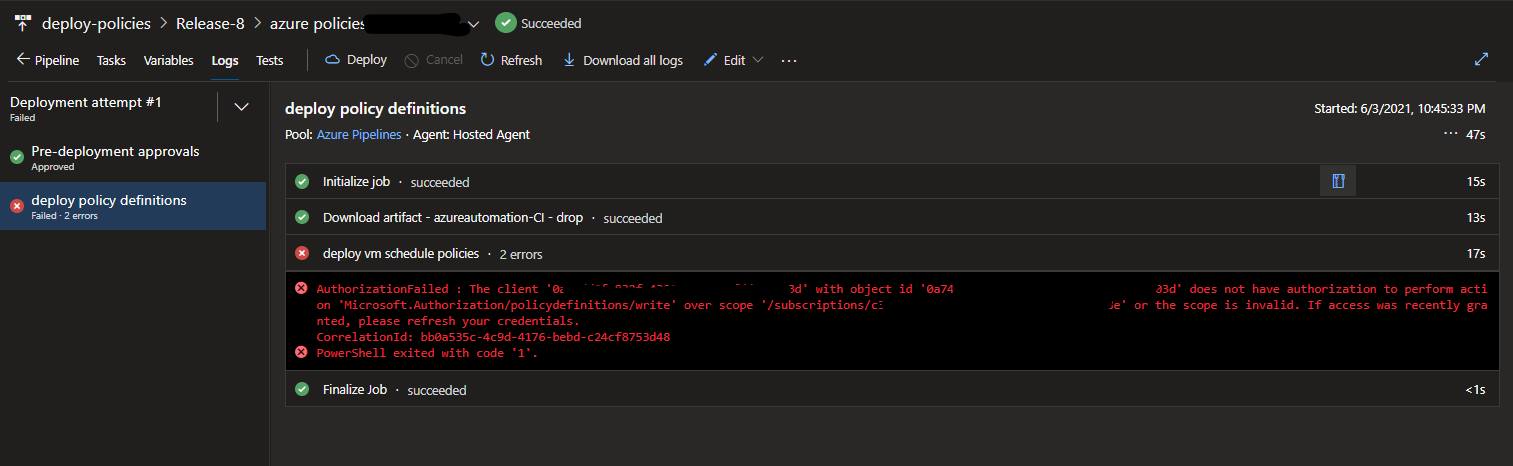 deploy-policies > Release-8 > azure policies Succeeded
Pipeline Tasks Variables Logs Tests Deploy Cancel Refresh Download all logs Edit ...
Deployment attempt #1
Failed
Pre-deployment approvals
Approved
deploy policy definitions
Failed · 2 errors
deploy policy definitions
Started: 6/3/2021, 10:45:33 PM
Pool: Azure Pipelines · Agent: Hosted Agent
... 47s
Initialize job · succeeded 15s
Download artifact - azureautomation-CI - drop · succeeded 13s
deploy vm schedule policies · 2 errors 17s
AuthorizationFailed : The client '0a 3d' with object id '0a74 03d' does not have authorization to perform acti
on 'Microsoft.Authorization/policydefinitions/write' over scope '/subscriptions/c e' or the scope is invalid. If access was recently gra
nted, please refresh your credentials.
CorrelationId: bb0a535c-4c9d-4176-bebd-c24cf8753d48
PowerShell exited with code '1'.
Finalize Job · succeeded <1s